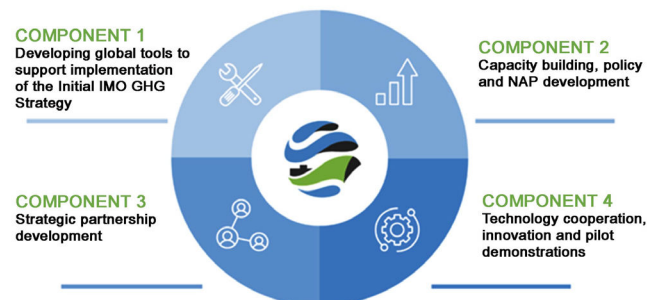 COMPONENT 1
Developing global tools to
support implementation
of the Initial IMO GHG
Strategy
COMPONENT 2
Capacity building, policy
and NAP development
COMPONENT 3
Strategic partnership
development
COMPONENT 4
Technology cooperation,
innovation and pilot
demonstrations